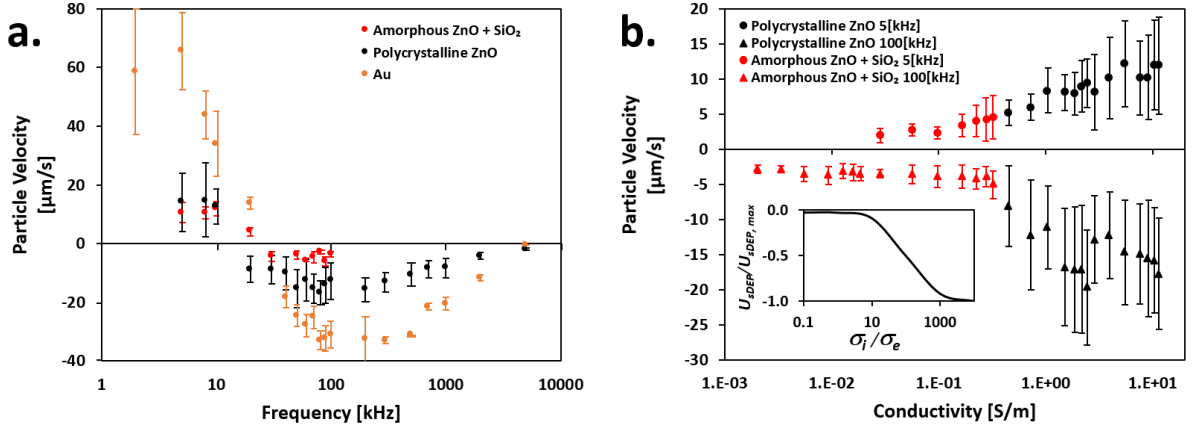 a.
80
60
40
20
0
-20
-40
1
10
100
1000
10000
Particle Velocity
[µm/s]
Frequency [kHz]
Amorphous ZnO + SiO₂
Polycrystalline ZnO
Au
b.
20
15
10
5
0
-5
-10
-15
-20
-25
-30
1.E-03
1.E-02
1.E-01
1.E+00
1.E+01
Particle Velocity
[µm/s]
Conductivity [S/m]
Polycrystalline ZnO 5[kHz]
Polycrystalline ZnO 100[kHz]
Amorphous ZnO + SiO₂ 5[kHz]
Amorphous ZnO + SiO₂ 100[kHz]
0.0
-0.5
-1.0
0.1
10
1000
U_sDEP/U_sDEP, max
σ_i/σ_e